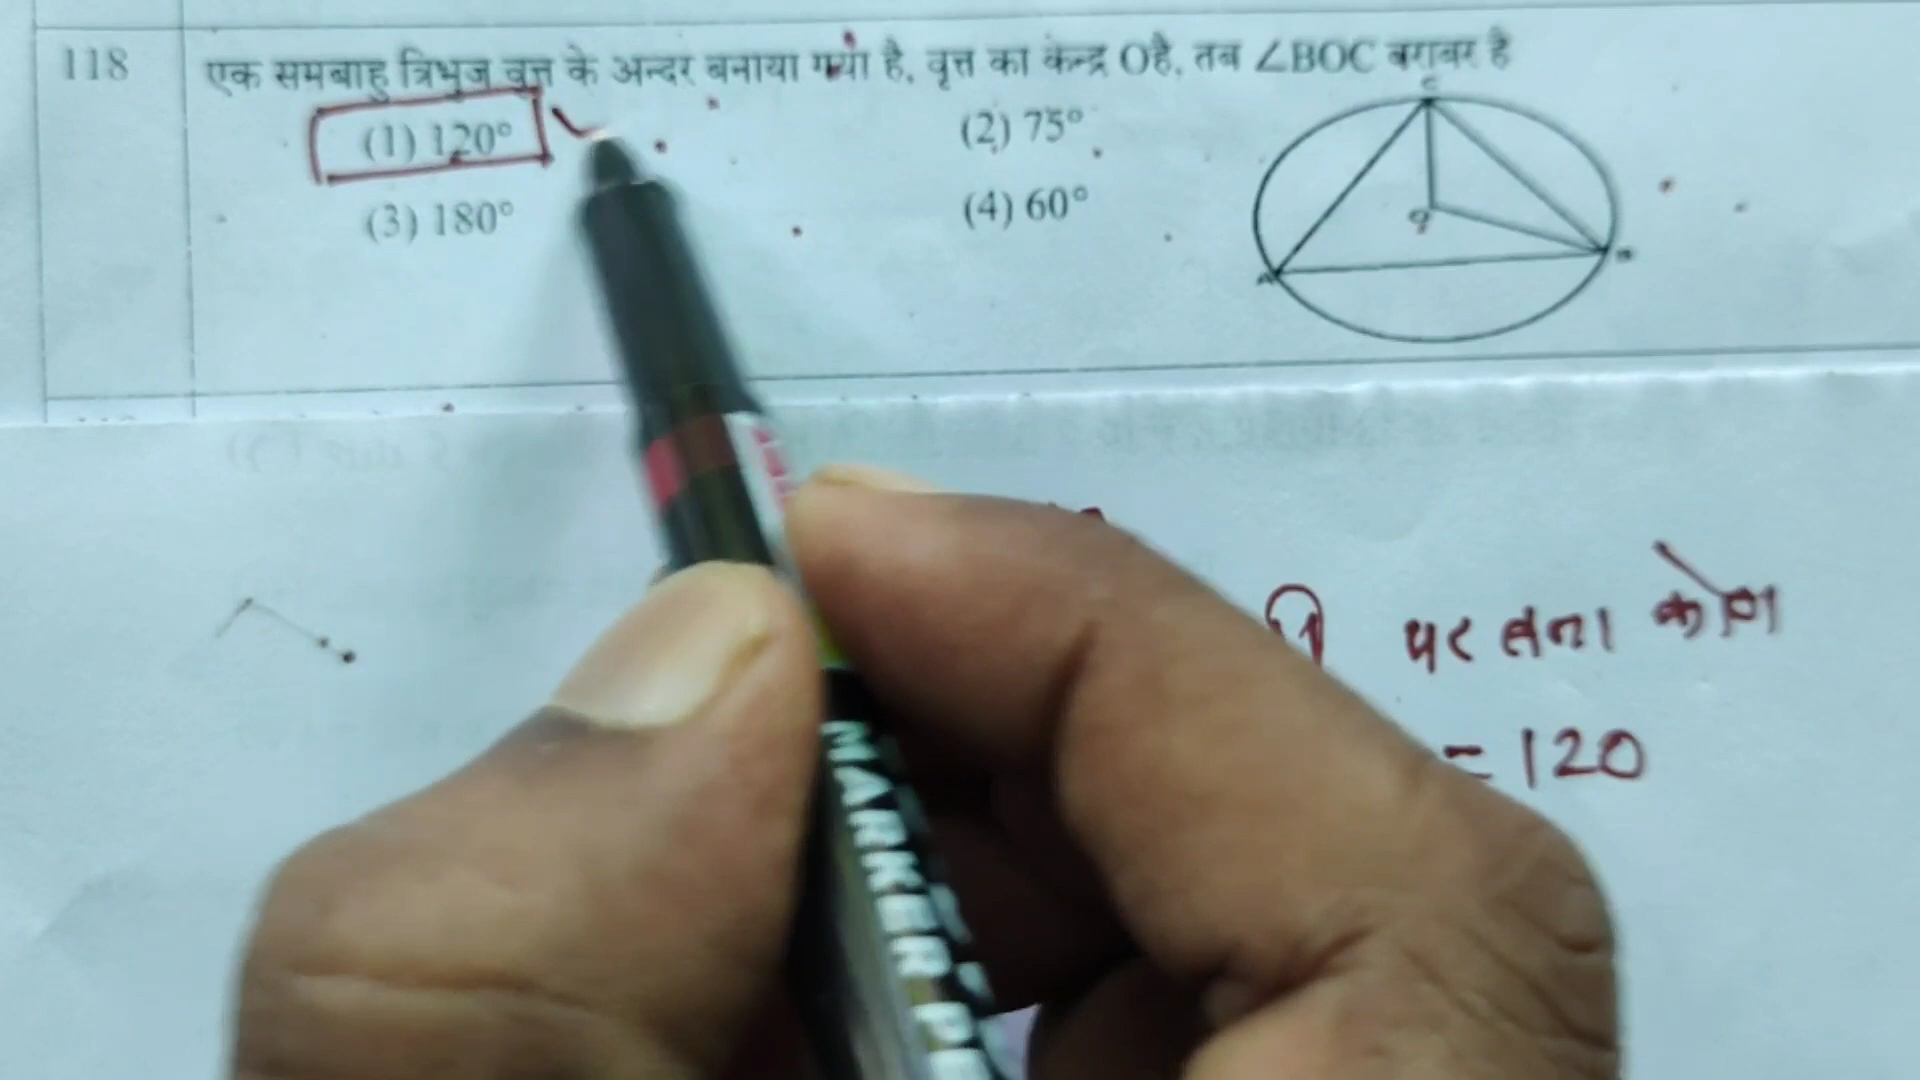 118
एक समबाहु त्रिभुज वृत्त के अन्दर बनाया गया है, वृत्त का केन्द्र O है, तब ∠BOC बराबर है
(1) 120° (2) 75°
(3) 180° (4) 60°
C
O
A B
पर बना कोण
= 120
MARKER PE